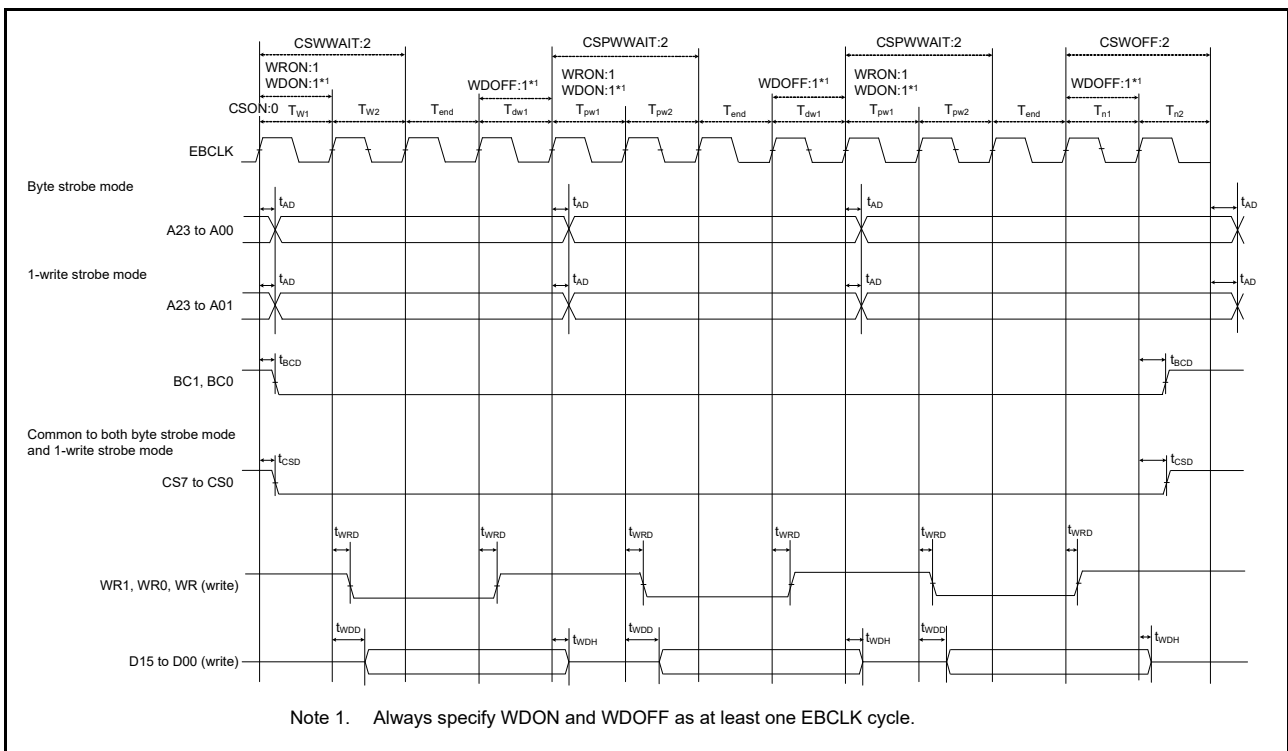 CSWWAIT:2 CSPWWAIT:2 CSPWWAIT:2 CSWOFF:2
WRON:1 WRON:1 WRON:1
WDON:1*1 WDOFF:1*1 WDON:1*1 WDOFF:1*1 WDON:1*1 WDOFF:1*1
CSON:0 TW1 TW2 Tend Tdw1 Tpw1 Tpw2 Tend Tdw1 Tpw1 Tpw2 Tend Tn1 Tn2
EBCLK
Byte strobe mode
tAD tAD tAD tAD
A23 to A00
1-write strobe mode
tAD tAD tAD tAD
A23 to A01
tBCD tBCD
BC1, BC0
Common to both byte strobe mode
and 1-write strobe mode
tCSD tCSD
CS7 to CS0
tWRD tWRD tWRD tWRD tWRD tWRD
WR1, WR0, WR (write)
tWDD tWDH tWDD tWDH tWDD tWDH
D15 to D00 (write)
Note 1. Always specify WDON and WDOFF as at least one EBCLK cycle.